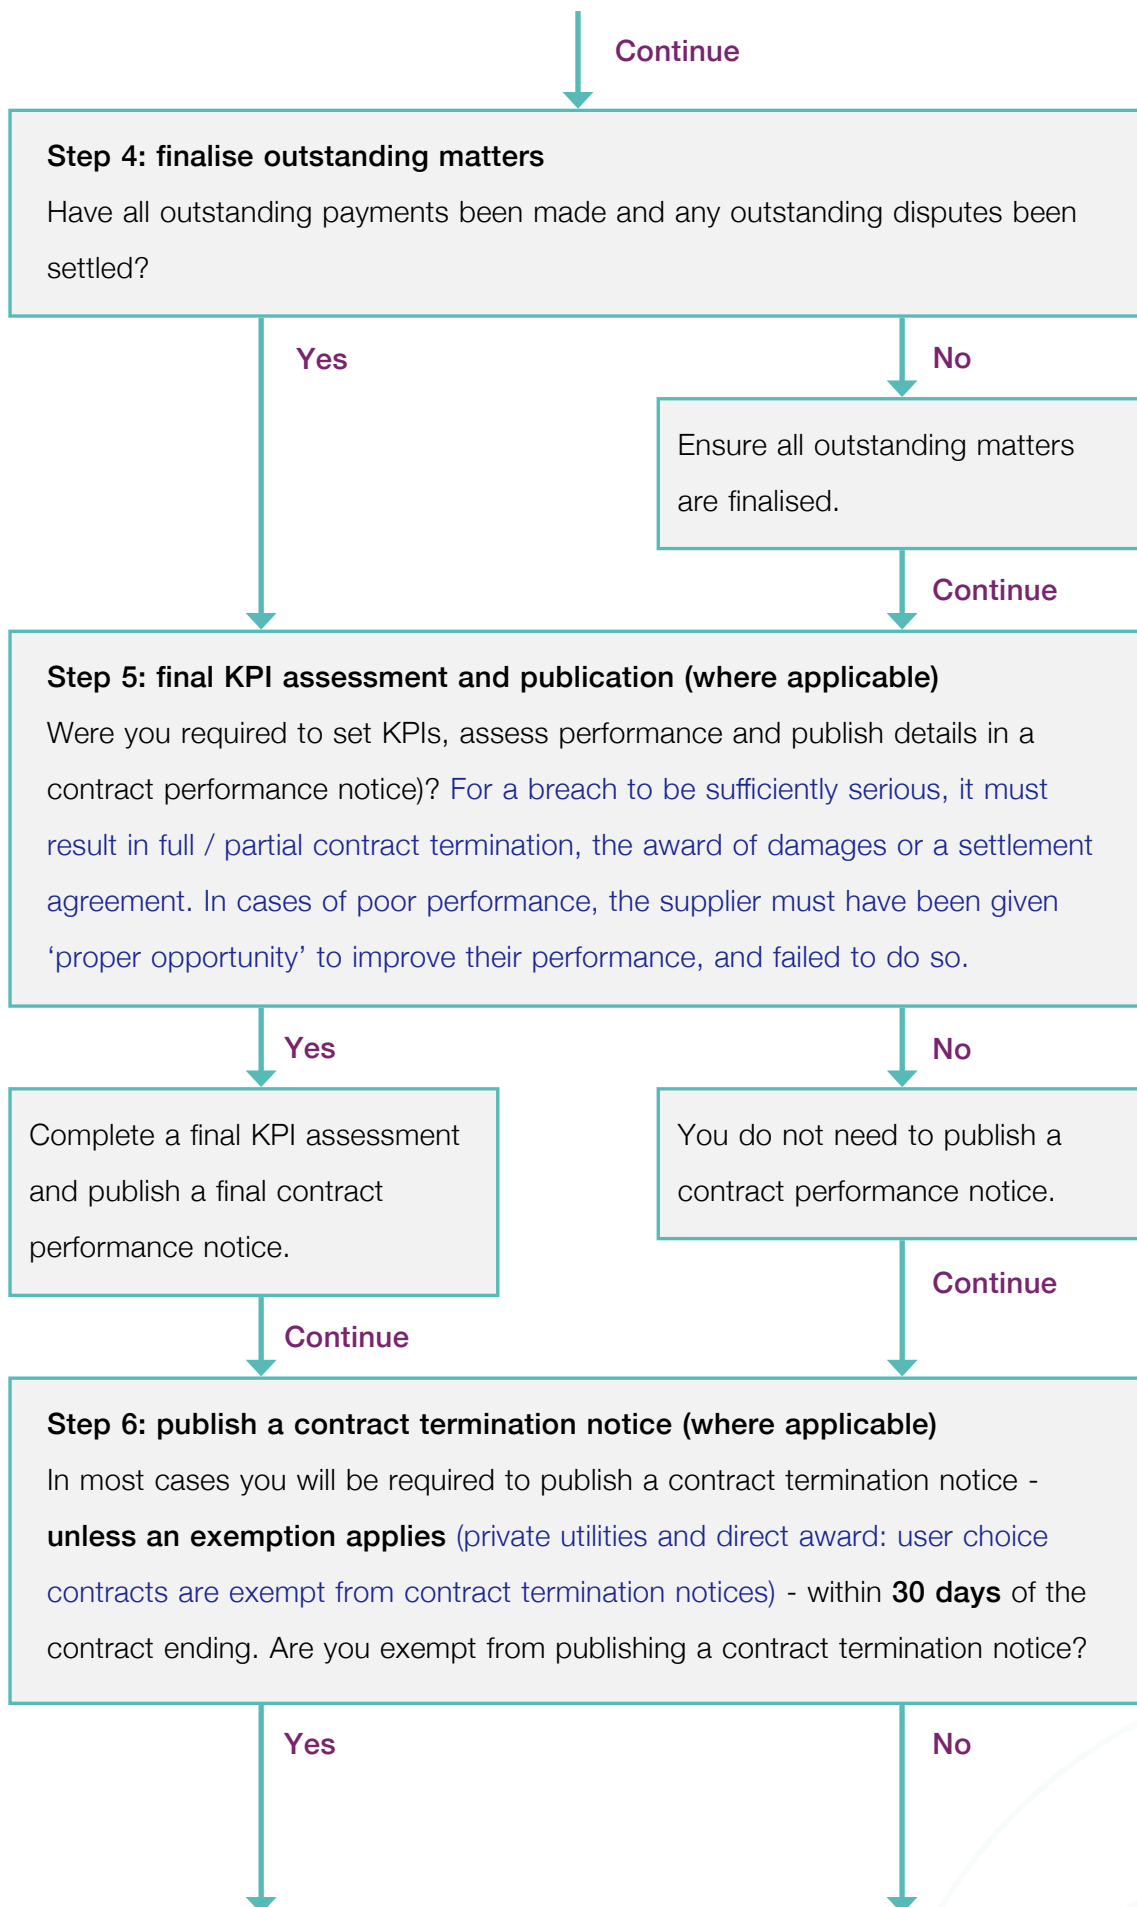 Continue
Step 4: finalise outstanding matters
Have all outstanding payments been made and any outstanding disputes been
settled?
Yes
No
Ensure all outstanding matters
are finalised.
Continue
Step 5: final KPI assessment and publication (where applicable)
Were you required to set KPIs, assess performance and publish details in a
contract performance notice)? For a breach to be sufficiently serious, it must
result in full / partial contract termination, the award of damages or a settlement
agreement. In cases of poor performance, the supplier must have been given
‘proper opportunity’ to improve their performance, and failed to do so.
Yes
No
Complete a final KPI assessment
and publish a final contract
performance notice.
You do not need to publish a
contract performance notice.
Continue
Continue
Step 6: publish a contract termination notice (where applicable)
In most cases you will be required to publish a contract termination notice -
unless an exemption applies (private utilities and direct award: user choice
contracts are exempt from contract termination notices) - within 30 days of the
contract ending. Are you exempt from publishing a contract termination notice?
Yes
No